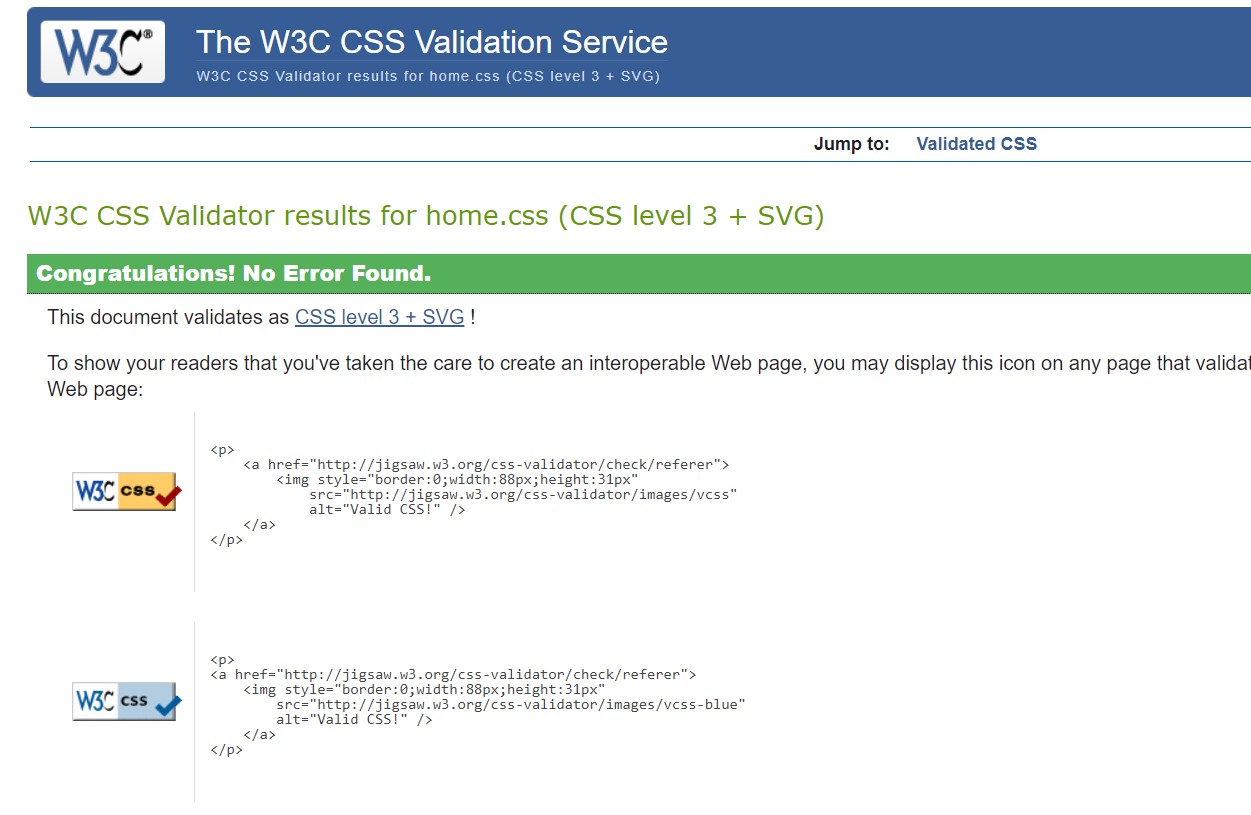 W3C®
The W3C CSS Validation Service
W3C CSS Validator results for home.css (CSS level 3 + SVG)
Jump to: Validated CSS
W3C CSS Validator results for home.css (CSS level 3 + SVG)
Congratulations! No Error Found.
This document validates as CSS level 3 + SVG !
To show your readers that you've taken the care to create an interoperable Web page, you may display this icon on any page that validat
Web page:
<p>
<a href="http://jigsaw.w3.org/css-validator/check/referer">
<img style="border:0;width:88px;height:31px"
src="http://jigsaw.w3.org/css-validator/images/vcss"
alt="Valid CSS!" />
</a>
</p>
W3C css
<p>
<a href="http://jigsaw.w3.org/css-validator/check/referer">
<img style="border:0;width:88px;height:31px"
src="http://jigsaw.w3.org/css-validator/images/vcss-blue"
alt="Valid CSS!" />
</a>
</p>
W3C css